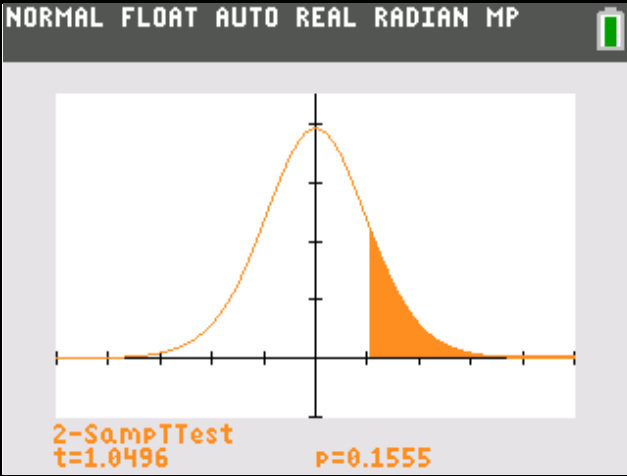 NORMAL FLOAT AUTO REAL RADIAN MP
2-SampTTest
t=1.0496 p=0.1555